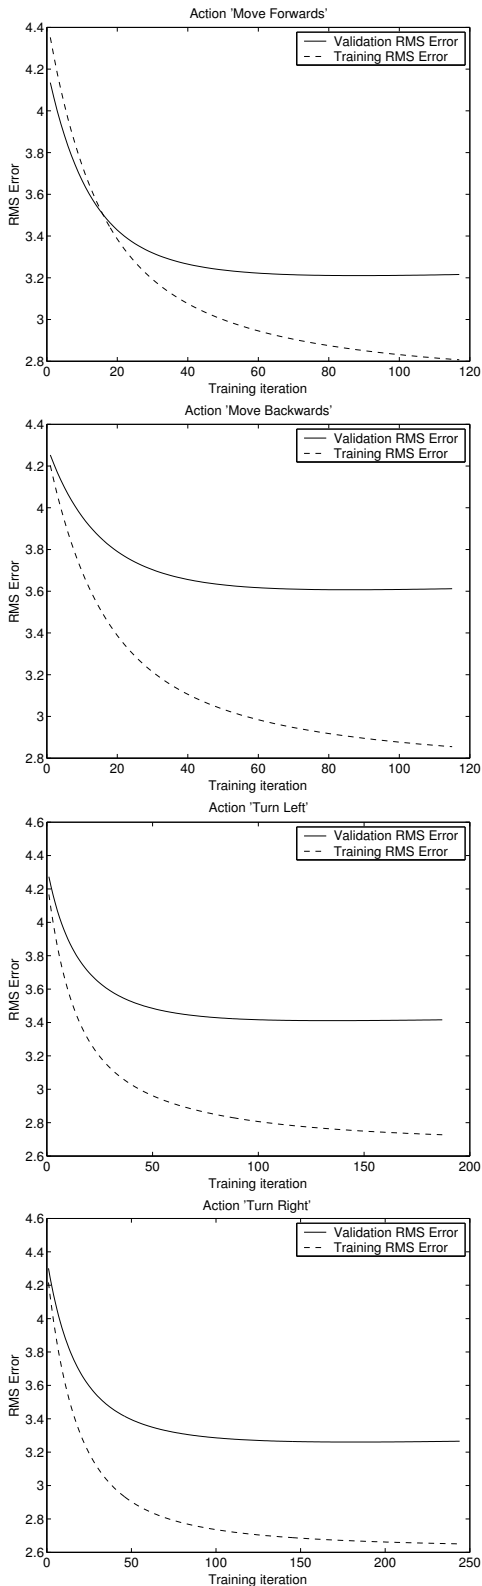 Action 'Move Forwards'
4.4
4.2
4
3.8
3.6
3.4
3.2
3
2.8
RMS Error
Validation RMS Error
Training RMS Error
0 20 40 60 80 100 120
Training iteration
Action 'Move Backwards'
4.4
4.2
4
3.8
3.6
3.4
3.2
3
2.8
RMS Error
Validation RMS Error
Training RMS Error
0 20 40 60 80 100 120
Training iteration
Action 'Turn Left'
4.6
4.4
4.2
4
3.8
3.6
3.4
3.2
3
2.8
2.6
RMS Error
Validation RMS Error
Training RMS Error
0 50 100 150 200
Training iteration
Action 'Turn Right'
4.6
4.4
4.2
4
3.8
3.6
3.4
3.2
3
2.8
2.6
RMS Error
Validation RMS Error
Training RMS Error
0 50 100 150 200 250
Training iteration